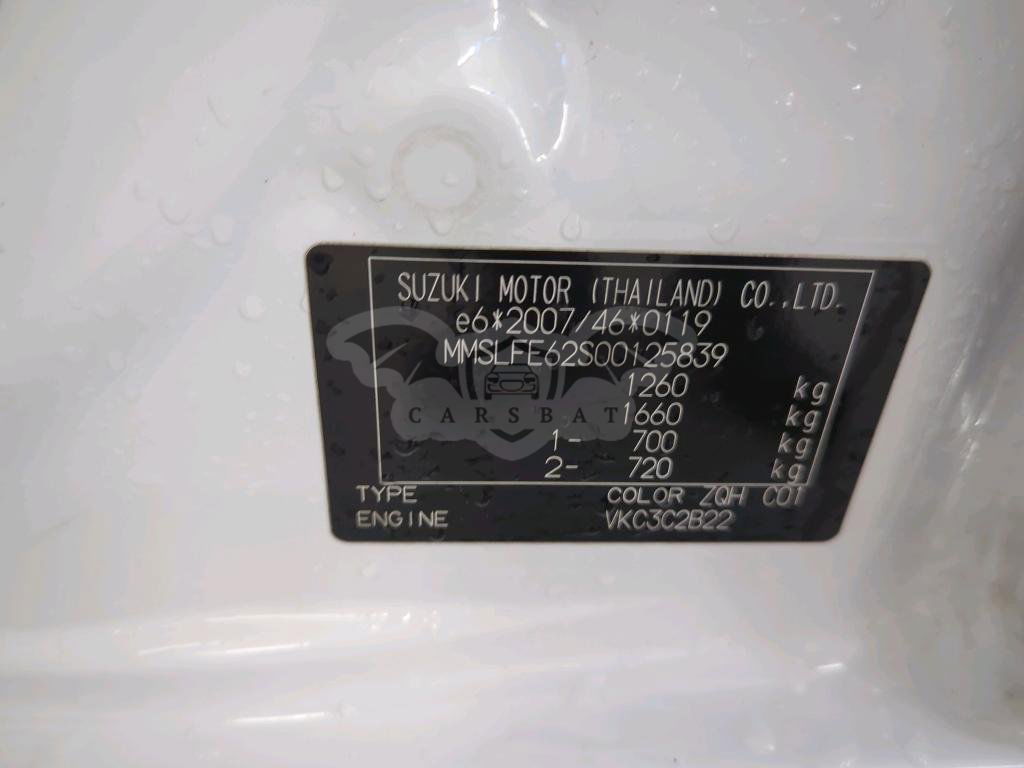 SUZUKI MOTOR (THAILAND) CO.,LTD.
e6*2007/46*0119
MMSLFE62S00125839
1260 kg
1660 kg
1- 700 kg
2- 720 kg
CARSBAT
TYPE COLOR ZQH C01
ENGINE VKC3C2B22